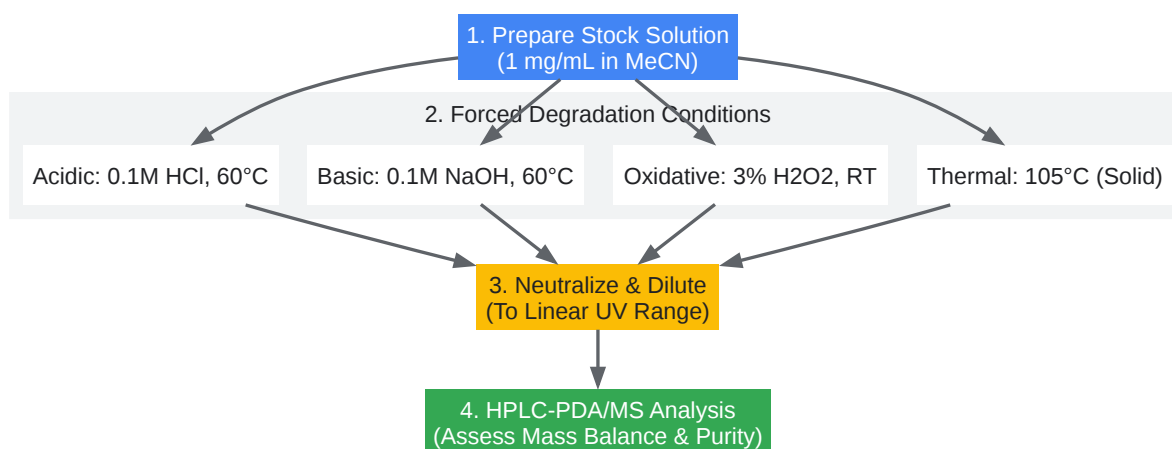 1. Prepare Stock Solution
(1 mg/mL in MeCN)
2. Forced Degradation Conditions
Acidic: 0.1M HCl, 60°C
Basic: 0.1M NaOH, 60°C
Oxidative: 3% H2O2, RT
Thermal: 105°C (Solid)
3. Neutralize & Dilute
(To Linear UV Range)
4. HPLC-PDA/MS Analysis
(Assess Mass Balance & Purity)